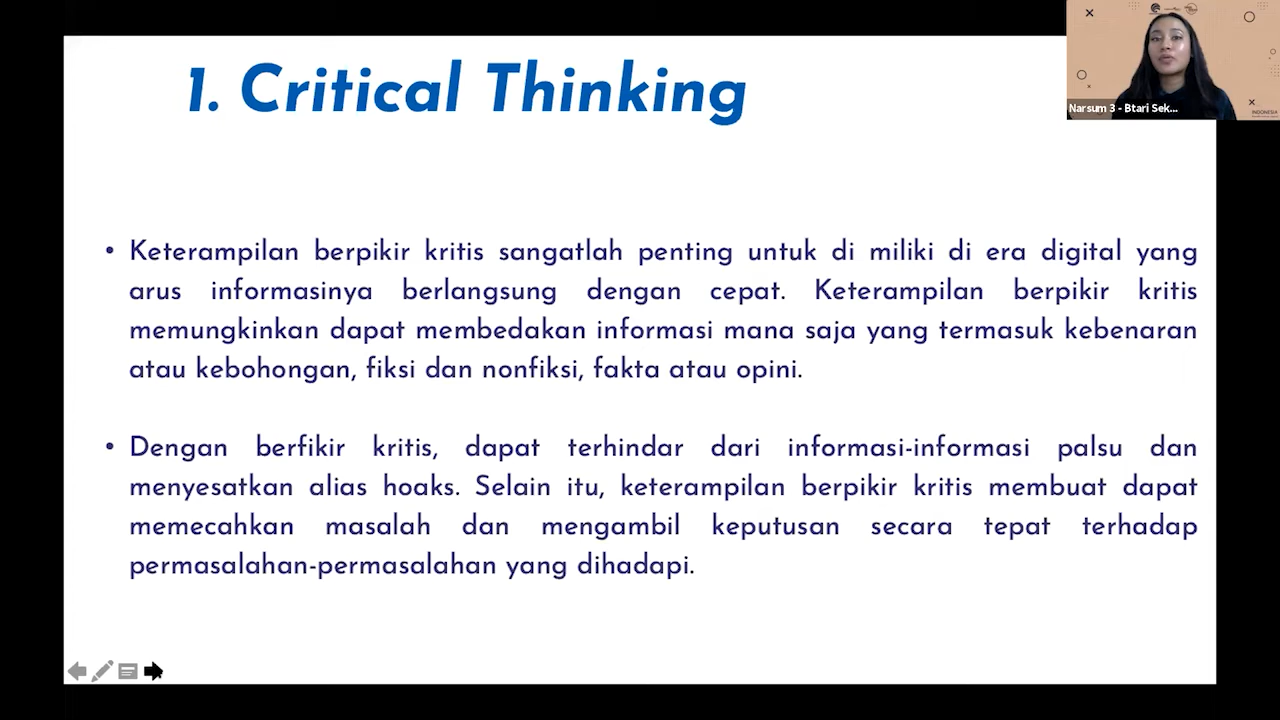 1. Critical Thinking
Narsum 3 - Btari Sek...
• Keterampilan berpikir kritis sangatlah penting untuk di miliki di era digital yang
arus informasinya berlangsung dengan cepat. Keterampilan berpikir kritis
memungkinkan dapat membedakan informasi mana saja yang termasuk kebenaran
atau kebohongan, fiksi dan nonfiksi, fakta atau opini.
• Dengan berfikir kritis, dapat terhindar dari informasi-informasi palsu dan
menyesatkan alias hoaks. Selain itu, keterampilan berpikir kritis membuat dapat
memecahkan masalah dan mengambil keputusan secara tepat terhadap
permasalahan-permasalahan yang dihadapi.